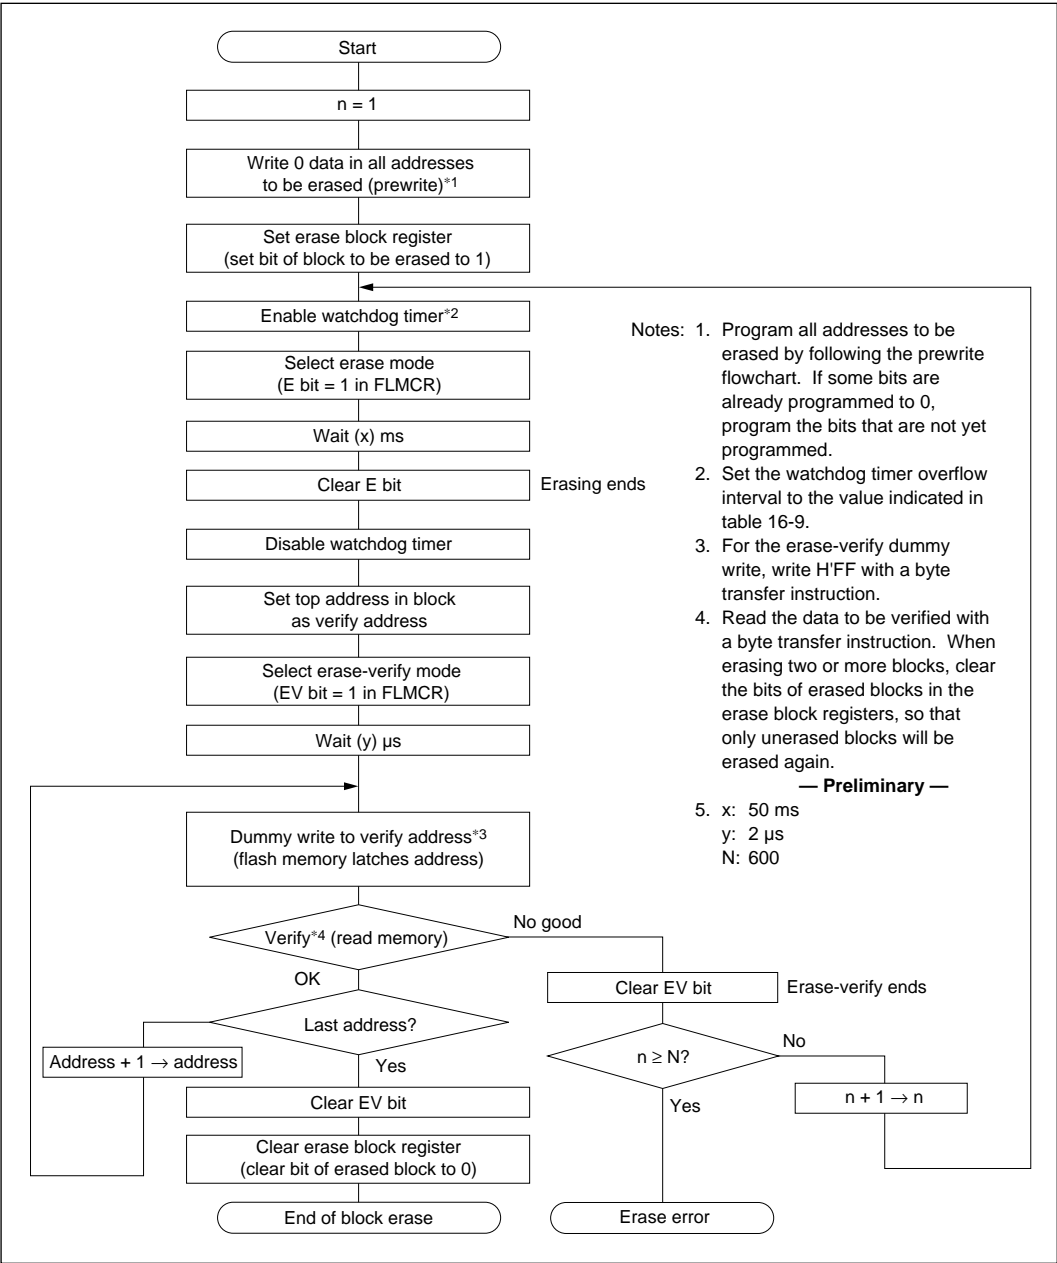 Start
n = 1
Write 0 data in all addresses
to be erased (prewrite)*1
Set erase block register
(set bit of block to be erased to 1)
Enable watchdog timer*2
Select erase mode
(E bit = 1 in FLMCR)
Wait (x) ms
Clear E bit
Erasing ends
Disable watchdog timer
Set top address in block
as verify address
Select erase-verify mode
(EV bit = 1 in FLMCR)
Wait (y) µs
Dummy write to verify address*3
(flash memory latches address)
Verify*4 (read memory)
No good
OK
Last address?
Address + 1 → address
Yes
Clear EV bit
Clear erase block register
(clear bit of erased block to 0)
End of block erase
Clear EV bit
Erase-verify ends
n ≥ N?
No
n + 1 → n
Yes
Erase error
Notes: 1. Program all addresses to be
erased by following the prewrite
flowchart. If some bits are
already programmed to 0,
program the bits that are not yet
programmed.
2. Set the watchdog timer overflow
interval to the value indicated in
table 16-9.
3. For the erase-verify dummy
write, write H'FF with a byte
transfer instruction.
4. Read the data to be verified with
a byte transfer instruction. When
erasing two or more blocks, clear
the bits of erased blocks in the
erase block registers, so that
only unerased blocks will be
erased again.
— Preliminary —
5. x: 50 ms
y: 2 µs
N: 600